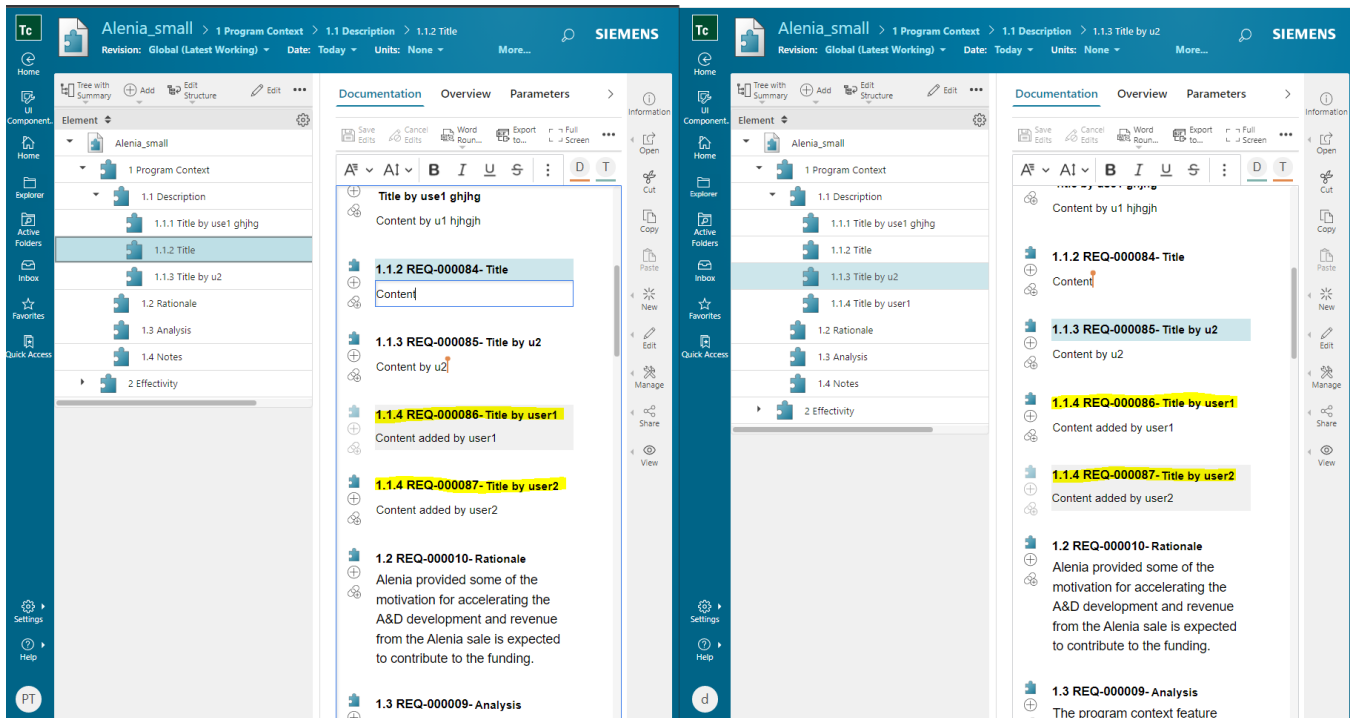 Tc
Alenia_small > 1 Program Context > 1.1 Description > 1.1.2 Title
SIEMENS
Revision: Global (Latest Working) Date: Today Units: None More...
Home
UI
Component.
Home
Explorer
Active
Folders
Inbox
Favorites
Quick Access
Settings
Help
PT
Tree with
Summary
Add
Edit
Structure
Edit
Element
Alenia_small
1 Program Context
1.1 Description
1.1.1 Title by use1 ghjhg
1.1.2 Title
1.1.3 Title by u2
1.2 Rationale
1.3 Analysis
1.4 Notes
2 Effectivity
Documentation Overview Parameters
Save
Edits
Cancel
Edits
Word
Roun...
Export
to...
Full
Screen
B I U S D T
Title by use1 ghjhg
Content by u1 hjhgjh
1.1.2 REQ-000084- Title
Content
1.1.3 REQ-000085- Title by u2
Content by u2
1.1.4 REQ-000086- Title by user1
Content added by user1
1.1.4 REQ-000087- Title by user2
Content added by user2
1.2 REQ-000010- Rationale
Alenia provided some of the
motivation for accelerating the
A&D development and revenue
from the Alenia sale is expected
to contribute to the funding.
1.3 REQ-000009- Analysis
Information
Open
Cut
Copy
Paste
New
Edit
Manage
Share
View
Tc
Alenia_small > 1 Program Context > 1.1 Description > 1.1.3 Title by u2
SIEMENS
Revision: Global (Latest Working) Date: Today Units: None More...
Home
UI
Component.
Home
Explorer
Active
Folders
Inbox
Favorites
Quick Access
Settings
Help
d
Tree with
Summary
Add
Edit
Structure
Edit
Element
Alenia_small
1 Program Context
1.1 Description
1.1.1 Title by use1 ghjhg
1.1.2 Title
1.1.3 Title by u2
1.1.4 Title by user1
1.2 Rationale
1.3 Analysis
1.4 Notes
2 Effectivity
Documentation Overview Parameters
Save
Edits
Cancel
Edits
Word
Roun...
Export
to...
Full
Screen
B I U S D T
Title by use1 ghjhg
Content by u1 hjhgjh
1.1.2 REQ-000084- Title
Content
1.1.3 REQ-000085- Title by u2
Content by u2
1.1.4 REQ-000086- Title by user1
Content added by user1
1.1.4 REQ-000087- Title by user2
Content added by user2
1.2 REQ-000010- Rationale
Alenia provided some of the
motivation for accelerating the
A&D development and revenue
from the Alenia sale is expected
to contribute to the funding.
1.3 REQ-000009- Analysis
The program context feature
Information
Open
Cut
Copy
Paste
New
Edit
Manage
Share
View